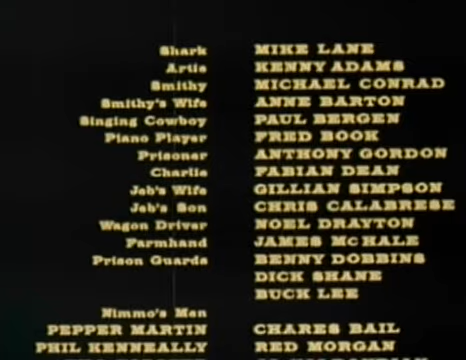 Shark MIKE LANE
Artie KENNY ADAMS
Smithy MICHAEL CONRAD
Smithy's Wife ANNE BARTON
Singing Cowboy PAUL BERGEN
Piano Player FRED BOOK
Prisoner ANTHONY GORDON
Charlie FABIAN DEAN
Jeb's Wife GILLIAN SIMPSON
Jeb's Son CHRIS CALABRESE
Wagon Driver NOEL DRAYTON
Farmhand JAMES McHALE
Prison Guards BENNY DOBBINS
DICK SHANE
BUCK LEE
Nimmo's Men
PEPPER MARTIN CHARES BAIL
PHIL KENNEALLY RED MORGAN